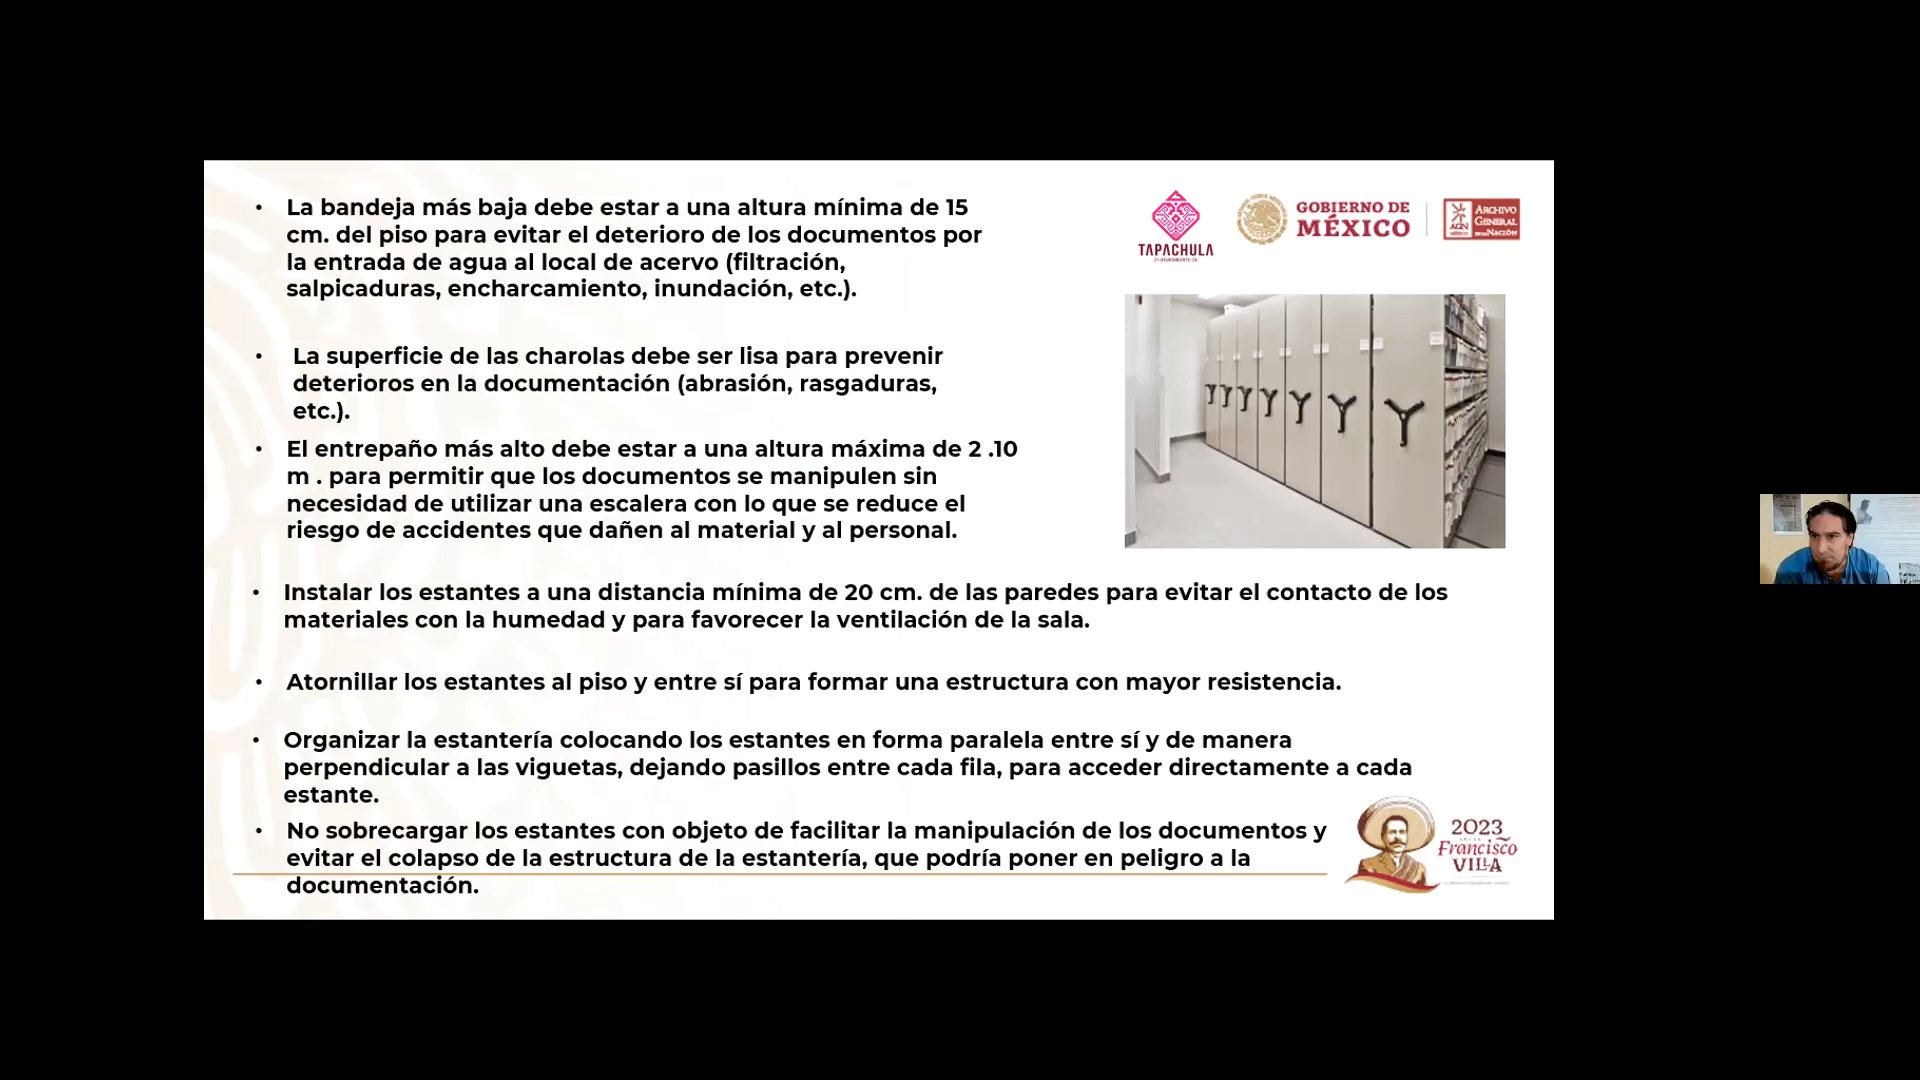 • La bandeja más baja debe estar a una altura mínima de 15
cm. del piso para evitar el deterioro de los documentos por
la entrada de agua al local de acervo (filtración,
salpicaduras, encharcamiento, inundación, etc.).
• La superficie de las charolas debe ser lisa para prevenir
deterioros en la documentación (abrasión, rasgaduras,
etc.).
• El entrepaño más alto debe estar a una altura máxima de 2 .10
m . para permitir que los documentos se manipulen sin
necesidad de utilizar una escalera con lo que se reduce el
riesgo de accidentes que dañen al material y al personal.
TAPACHULA
GOBIERNO DE
MÉXICO
AGN
ARCHIVO
GENERAL
DE LA NACIÓN
• Instalar los estantes a una distancia mínima de 20 cm. de las paredes para evitar el contacto de los
materiales con la humedad y para favorecer la ventilación de la sala.
• Atornillar los estantes al piso y entre sí para formar una estructura con mayor resistencia.
• Organizar la estantería colocando los estantes en forma paralela entre sí y de manera
perpendicular a las viguetas, dejando pasillos entre cada fila, para acceder directamente a cada
estante.
• No sobrecargar los estantes con objeto de facilitar la manipulación de los documentos y
evitar el colapso de la estructura de la estantería, que podría poner en peligro a la
documentación.
2023
Francisco
VILLA